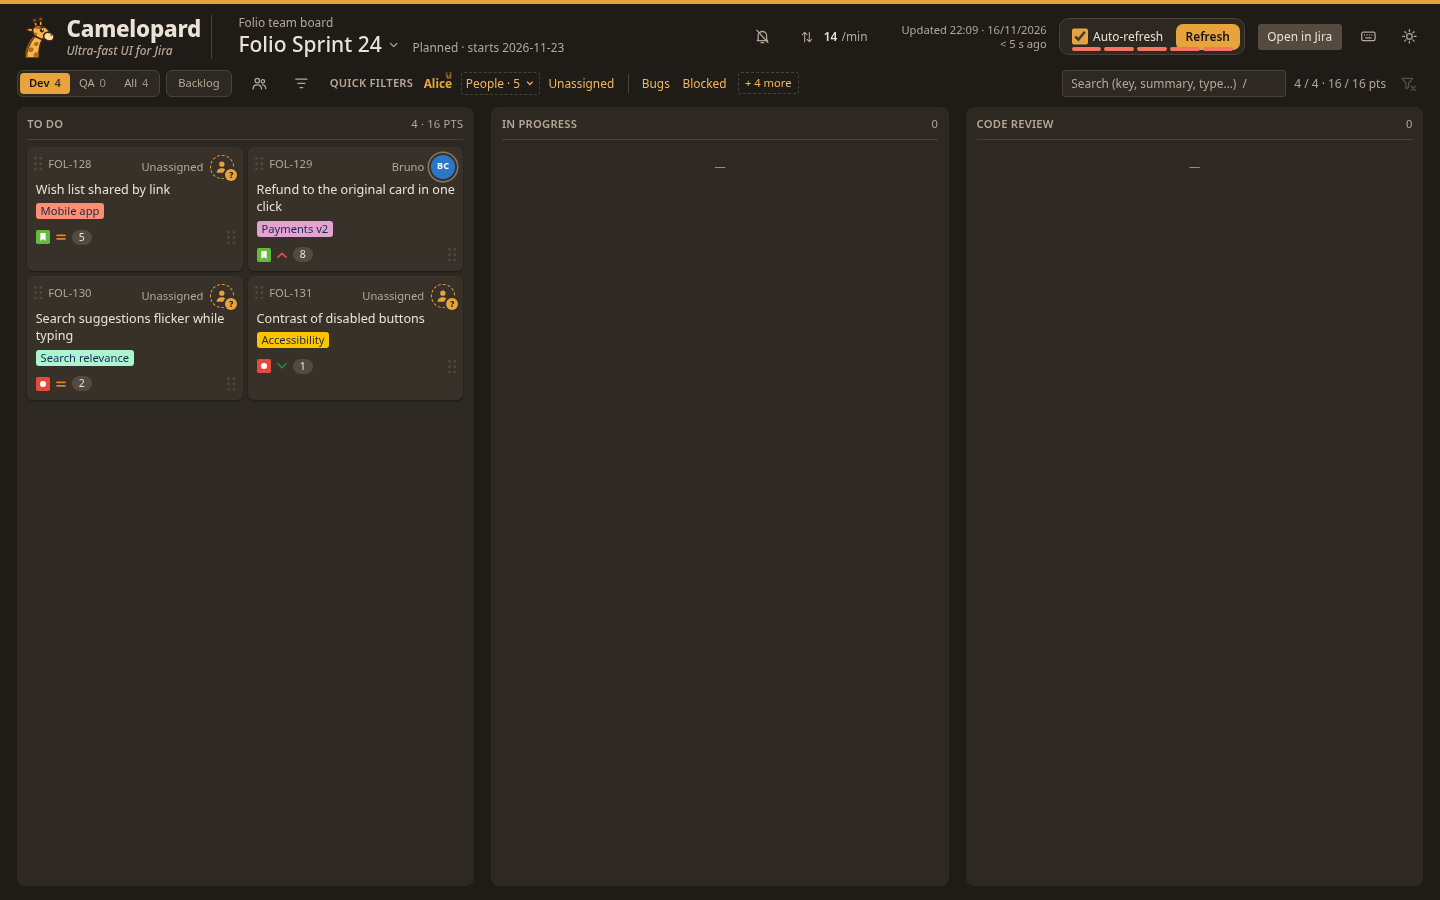 Camelopard
Ultra-fast UI for Jira
Folio team board
Folio Sprint 24
Planned · starts 2026-11-23
14 /min
Updated 22:09 · 16/11/2026
< 5 s ago
Auto-refresh
Refresh
Open in Jira
Dev 4
QA 0
All 4
Backlog
QUICK FILTERS
Alice
People · 5
Unassigned
Bugs
Blocked
+ 4 more
Search (key, summary, type...) /
4 / 4 · 16 / 16 pts
TO DO
4 · 16 PTS
FOL-128
Unassigned
?
Wish list shared by link
Mobile app
5
FOL-129
Bruno
BC
Refund to the original card in one
click
Payments v2
8
FOL-130
Unassigned
?
Search suggestions flicker while
typing
Search relevance
2
FOL-131
Unassigned
?
Contrast of disabled buttons
Accessibility
1
IN PROGRESS
0
—
CODE REVIEW
0
—